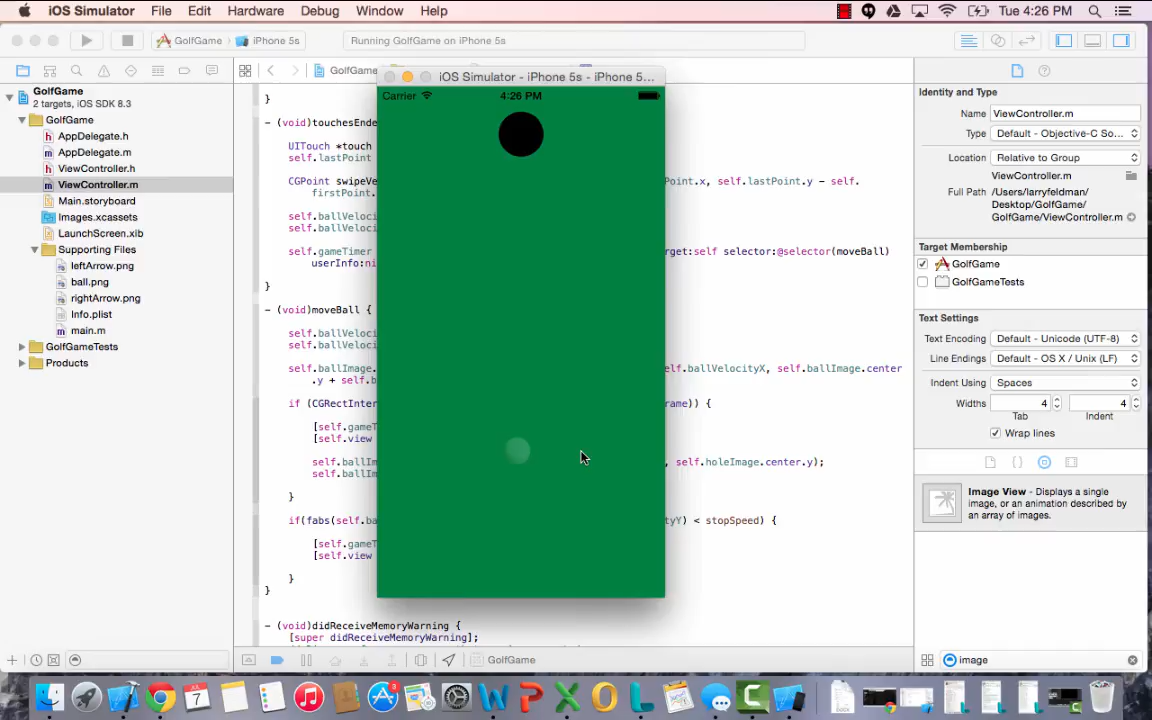 iOS Simulator File Edit Hardware Debug Window Help Tue 4:26 PM
GolfGame iPhone 5s Running GolfGame on iPhone 5s
GolfGame
iOS Simulator - iPhone 5s - iPhone 5...
Carrier 4:26 PM
GolfGame
2 targets, iOS SDK 8.3
GolfGame
h AppDelegate.h
m AppDelegate.m
h ViewController.h
m ViewController.m
Main.storyboard
Images.xcassets
LaunchScreen.xib
Supporting Files
leftArrow.png
ball.png
rightArrow.png
Info.plist
m main.m
GolfGameTests
Products
}
- (void)touchesEnde
UITouch *touch
self.lastPoint
CGPoint swipeVe Point.x, self.lastPoint.y - self.
firstPoint.
self.ballVeloci
self.ballVeloci
self.gameTimer rget:self selector:@selector(moveBall)
userInfo:ni
}
- (void)moveBall {
self.ballVeloci
self.ballVeloci
self.ballImage. self.ballVelocityX, self.ballImage.center
.y + self.b
if (CGRectInter rame)) {
[self.gameT
[self.view
self.ballIm , self.holeImage.center.y);
self.ballIm
}
if(fabs(self.ba ityY) < stopSpeed) {
[self.gameT
[self.view
}
}
- (void)didReceiveMemoryWarning {
[super didReceiveMemoryWarning];
GolfGame
Identity and Type
Name ViewController.m
Type Default - Objective-C So...
Location Relative to Group
ViewController.m
Full Path /Users/larryfeldman/
Desktop/GolfGame/
GolfGame/ViewController.m
Target Membership
GolfGame
GolfGameTests
Text Settings
Text Encoding Default - Unicode (UTF-8)
Line Endings Default - OS X / Unix (LF)
Indent Using Spaces
Widths 4 4
Tab Indent
Wrap lines
Image View - Displays a single
image, or an animation described by
an array of images.
image